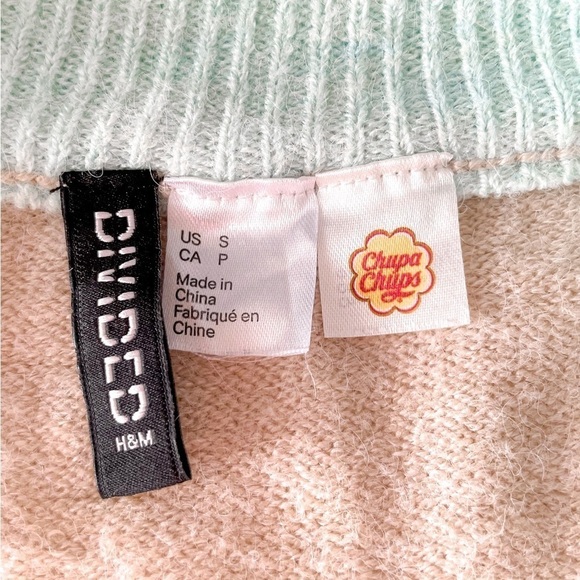 DIVIDED
H&M
US S
CA P
Made in
China
Fabriqué en
Chine
Chupa
Chups